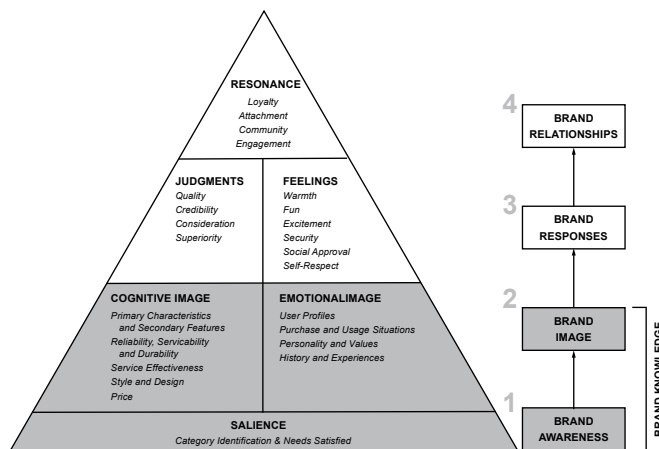 RESONANCE
Loyalty
Attachment
Community
Engagement
JUDGMENTS
Quality
Credibility
Consideration
Superiority
FEELINGS
Warmth
Fun
Excitement
Security
Social Approval
Self-Respect
COGNITIVE IMAGE
Primary Characteristics
and Secondary Features
Reliability, Servicability
and Durability
Service Effectiveness
Style and Design
Price
EMOTIONALIMAGE
User Profiles
Purchase and Usage Situations
Personality and Values
History and Experiences
SALIENCE
Category Identification & Needs Satisfied
4
BRAND
RELATIONSHIPS
3
BRAND
RESPONSES
2
BRAND
IMAGE
1
BRAND
AWARENESS
BRAND KNOWLEDGE